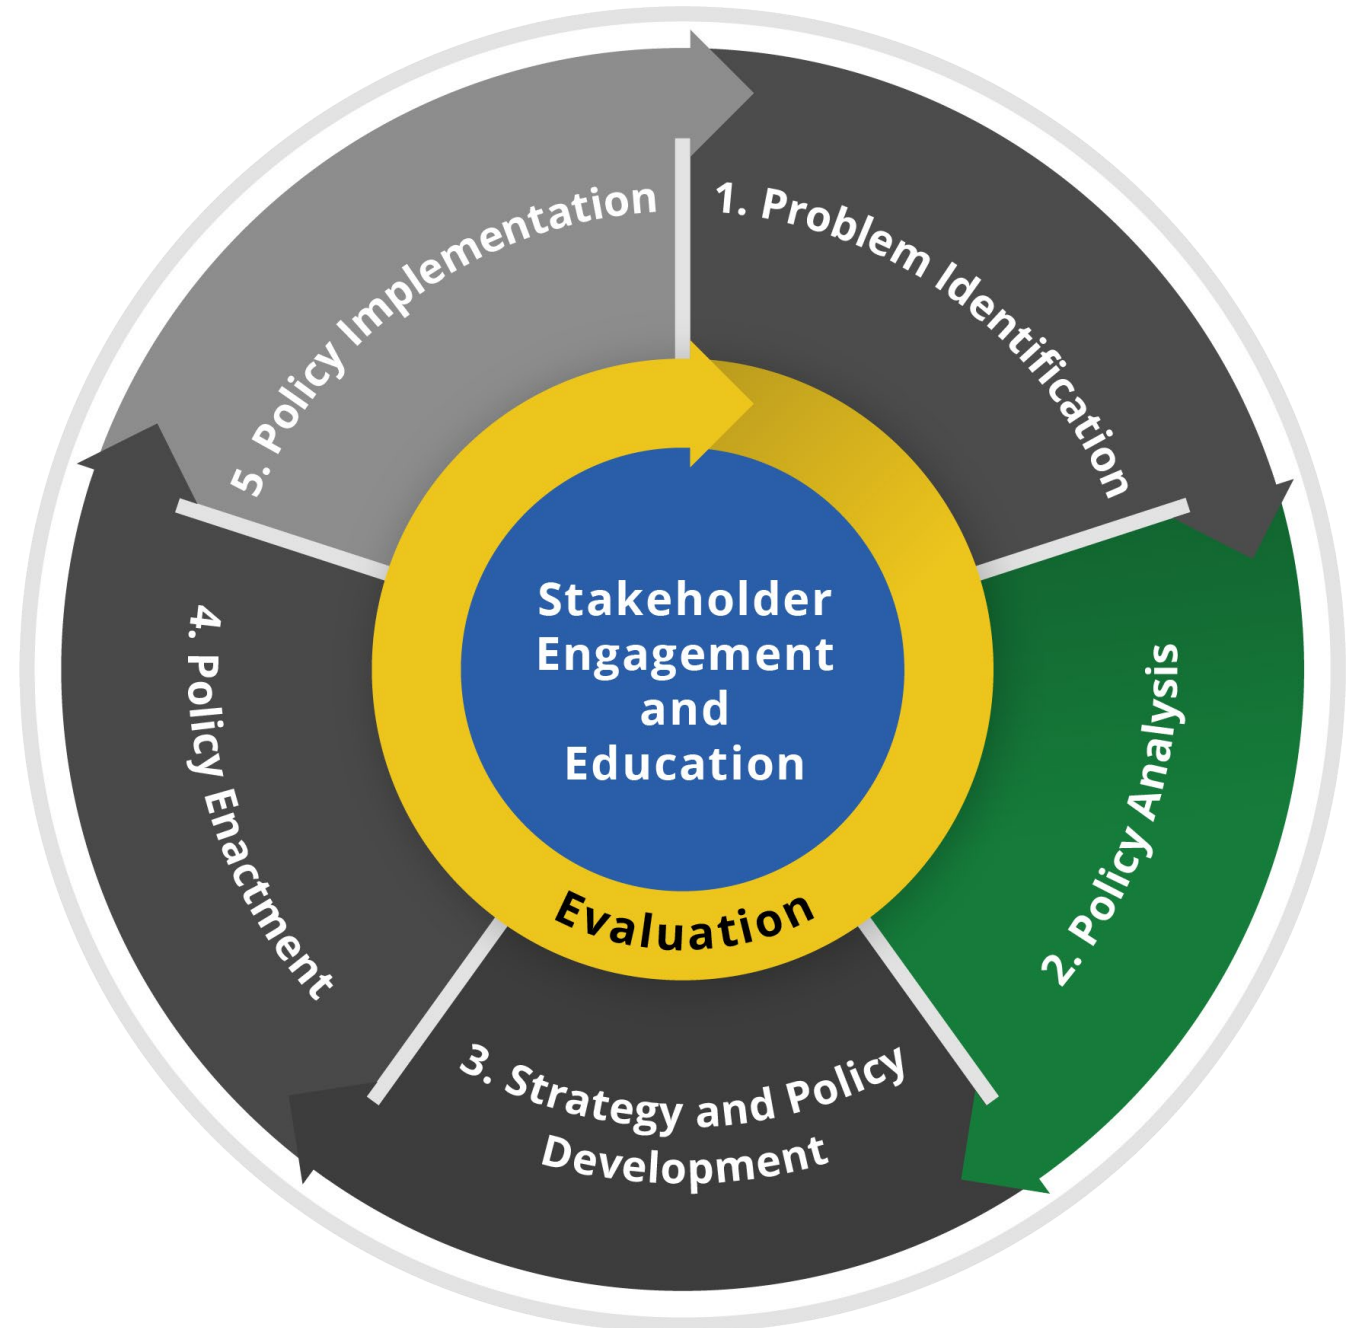 1. Problem Identification
2. Policy Analysis
3. Strategy and Policy
Development
4. Policy Enactment
5. Policy Implementation
Stakeholder
Engagement
and
Education
Evaluation